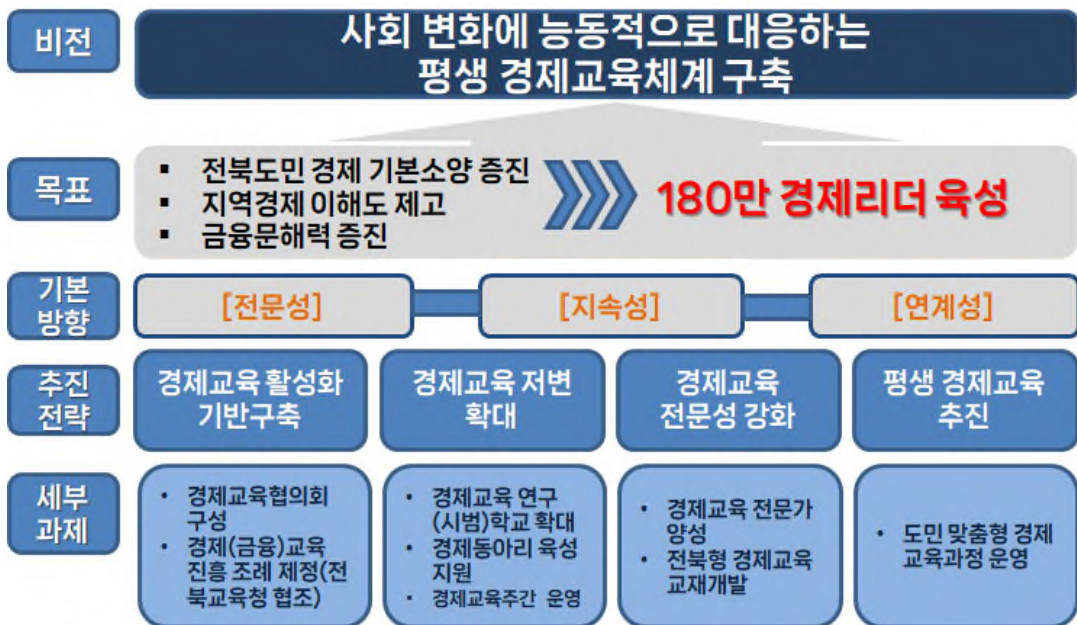 비전
사회 변화에 능동적으로 대응하는
평생 경제교육체계 구축
목표
▪ 전북도민 경제 기본소양 증진
▪ 지역경제 이해도 제고
▪ 금융문해력 증진
180만 경제리더 육성
기본
방향
[전문성]
[지속성]
[연계성]
추진
전략
경제교육 활성화
기반구축
경제교육 저변
확대
경제교육
전문성 강화
평생 경제교육
추진
세부
과제
• 경제교육협의회
구성
• 경제(금융)교육
진흥 조례 제정(전
북교육청 협조)
• 경제교육 연구
(시범)학교 확대
• 경제동아리 육성
지원
• 경제교육주간 운영
• 경제교육 전문가
양성
• 전북형 경제교육
교재개발
• 도민 맞춤형 경제
교육과정 운영